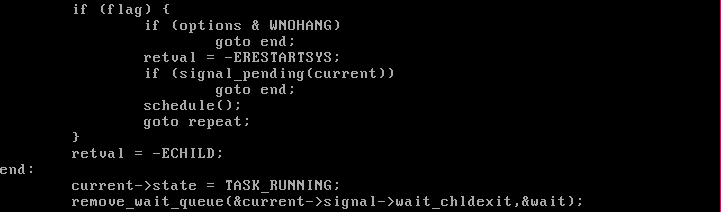 if (flag) {
if (options & WNOHANG)
goto end;
retval = -ERESTARTSYS;
if (signal_pending(current))
goto end;
schedule();
goto repeat;
}
retval = -ECHILD;
end:
current->state = TASK_RUNNING;
remove_wait_queue(&current->signal->wait_chldexit,&wait);